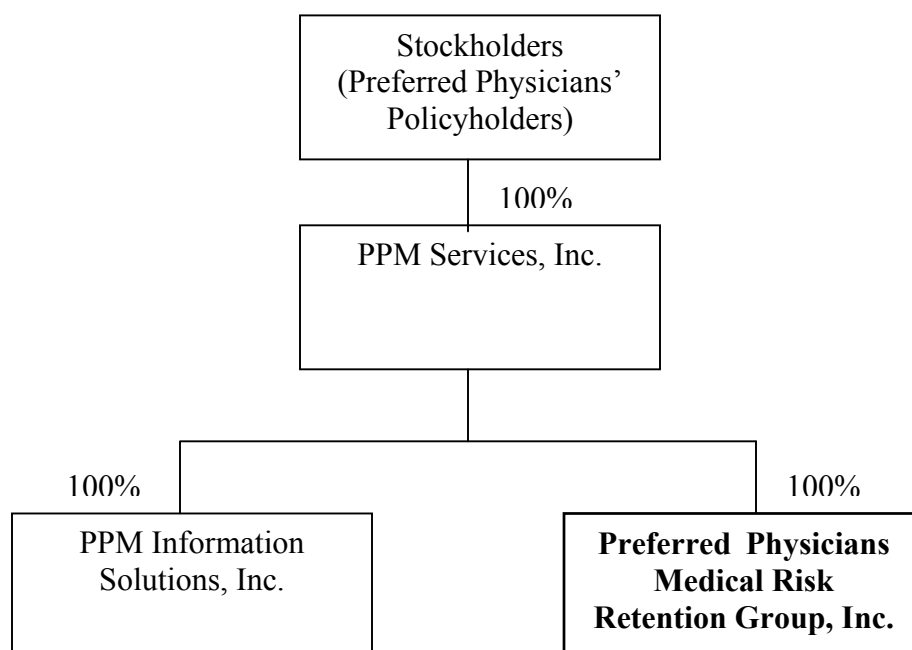 Stockholders
(Preferred Physicians’
Policyholders)
100%
PPM Services, Inc.
100%
100%
PPM Information
Solutions, Inc.
Preferred Physicians
Medical Risk
Retention Group, Inc.